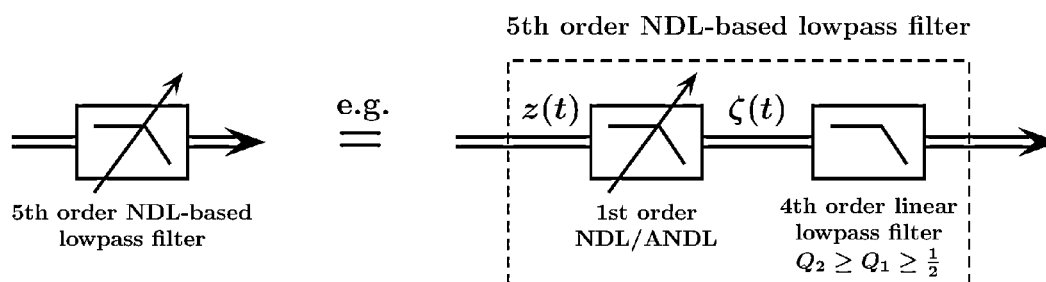 5th order NDL-based lowpass filter
e.g.
=
z(t)
ζ(t)
5th order NDL-based
lowpass filter
1st order
NDL/ANDL
4th order linear
lowpass filter
Q₂ ≥ Q₁ ≥ ½